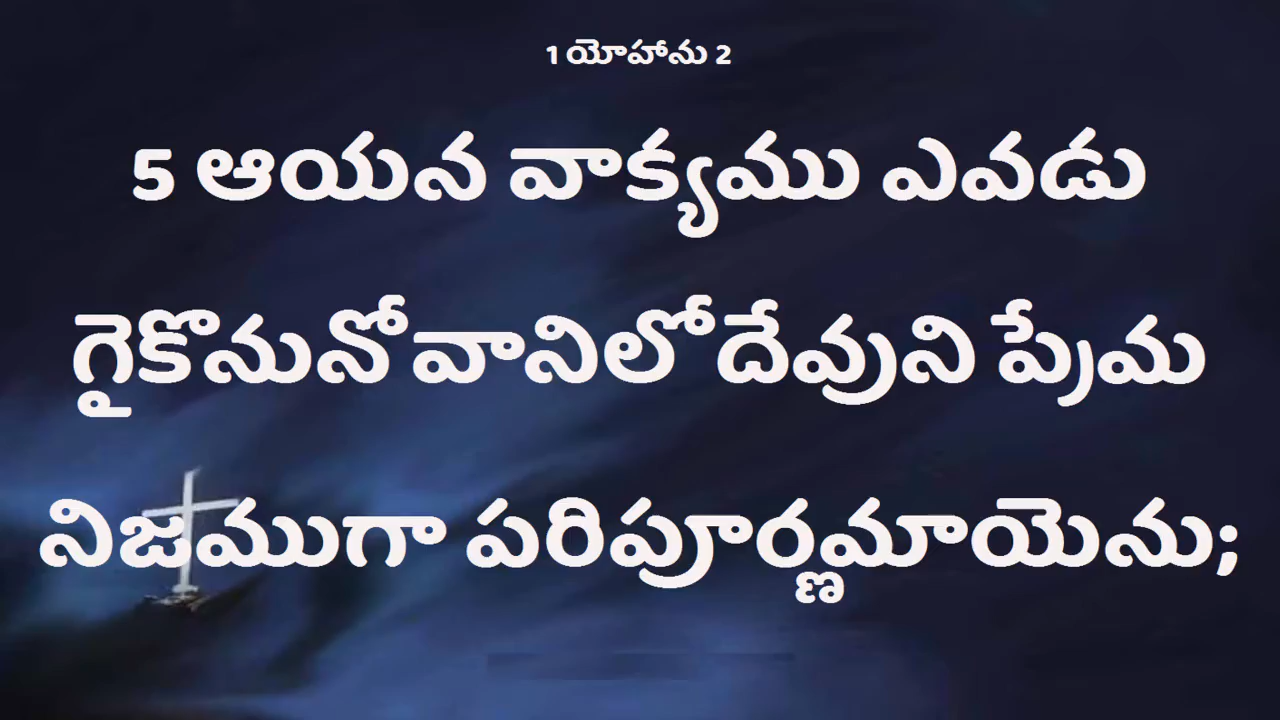 1 యోహాను 2
5 ఆయన వాక్యము ఎవడు
గైకొనునోవానిలోదేవుని ప్రేమ
నిజముగా పరిపూర్ణమాయెను;